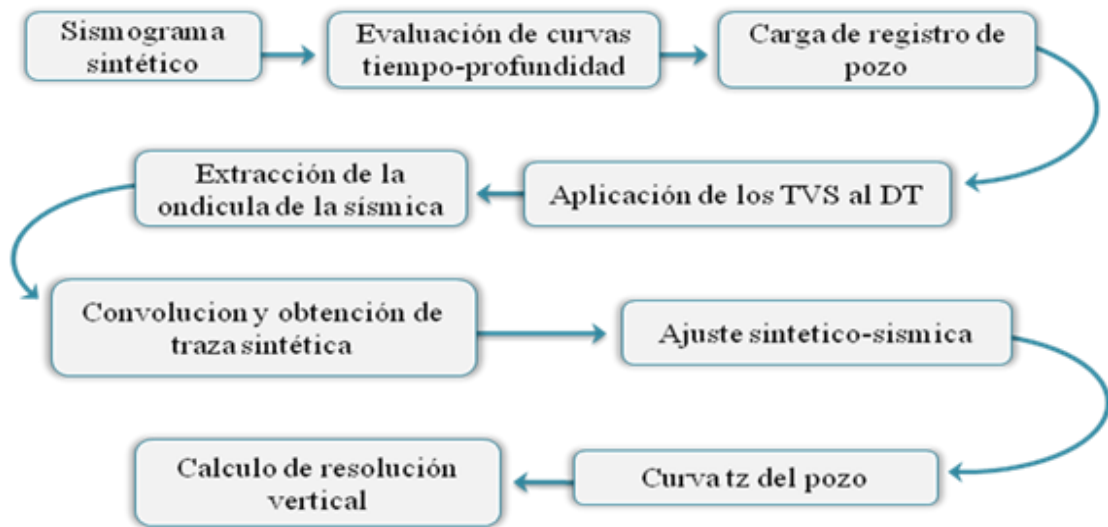 Sismograma
sintético
Evaluación de curvas
tiempo-profundidad
Carga de registro de
pozo
Aplicación de los TVS al DT
Extracción de la
ondicula de la sísmica
Convolucion y obtención de
traza sintética
Ajuste sintetico-sismica
Curva tz del pozo
Calculo de resolución
vertical